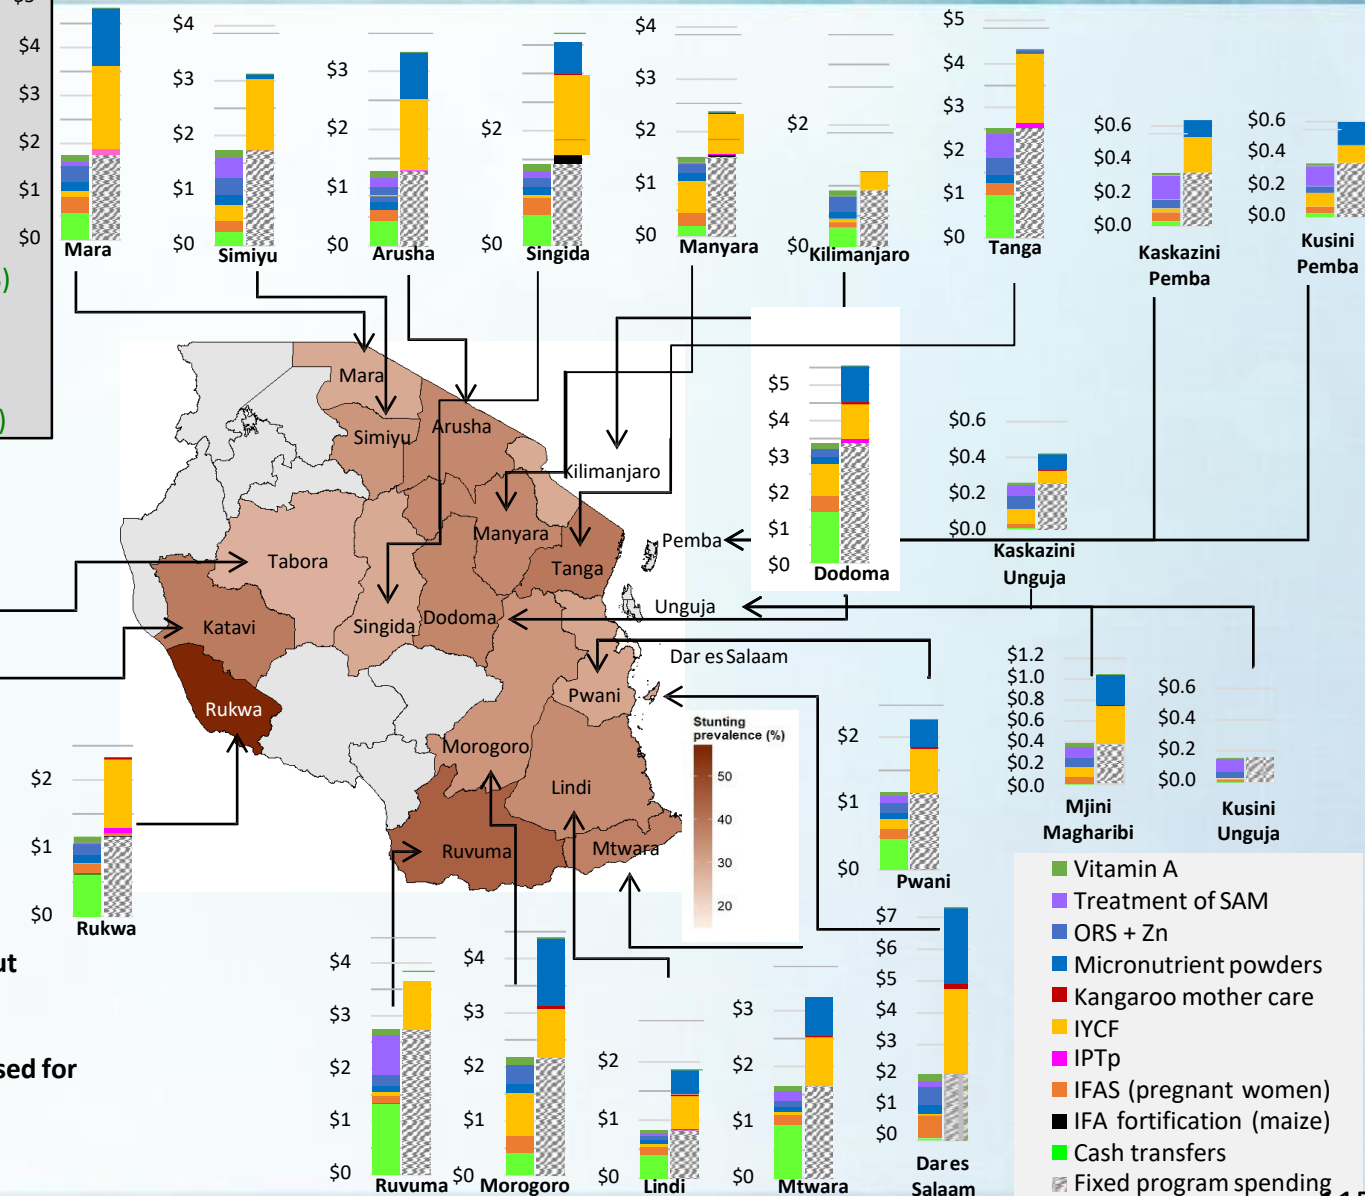 $4
$3
$2
$1
$0
Mara
$4
$3
$2
$1
$0
Simiyu
$3
$2
$1
$0
Arusha
$2
$0
Singida
$4
$3
$2
$1
$0
Manyara
$2
$0
Kilimanjaro
$5
$4
$3
$2
$1
$0
Tanga
$0.6
$0.4
$0.2
$0.0
Kaskazini
Pemba
$0.6
$0.4
$0.2
$0.0
Kusini
Pemba
)
)
Mara
Simiyu
Arusha
Kilimanjaro
Manyara
Tabora
Tanga
Pemba
Katavi
Singida
Dodoma
Unguja
Dar es Salaam
Rukwa
Pwani
Morogoro
Lindi
Ruvuma
Mtwara
$5
$4
$3
$2
$1
$0
Dodoma
$0.6
$0.4
$0.2
$0.0
Kaskazini
Unguja
Stunting
prevalence (%)
50
40
30
20
$1.2
$1.0
$0.8
$0.6
$0.4
$0.2
$0.0
Mjini
Magharibi
$0.6
$0.4
$0.2
$0.0
Kusini
Unguja
$2
$1
$0
Pwani
$2
$1
$0
Rukwa
ut
sed for
$4
$3
$2
$1
$0
Ruvuma
$4
$3
$2
$1
$0
Morogoro
$2
$1
$0
Lindi
$3
$2
$1
$0
Mtwara
$7
$6
$5
$4
$3
$2
$1
$0
Dar es
Salaam
Vitamin A
Treatment of SAM
ORS + Zn
Micronutrient powders
Kangaroo mother care
IYCF
IPTp
IFAS (pregnant women)
IFA fortification (maize)
Cash transfers
Fixed program spending